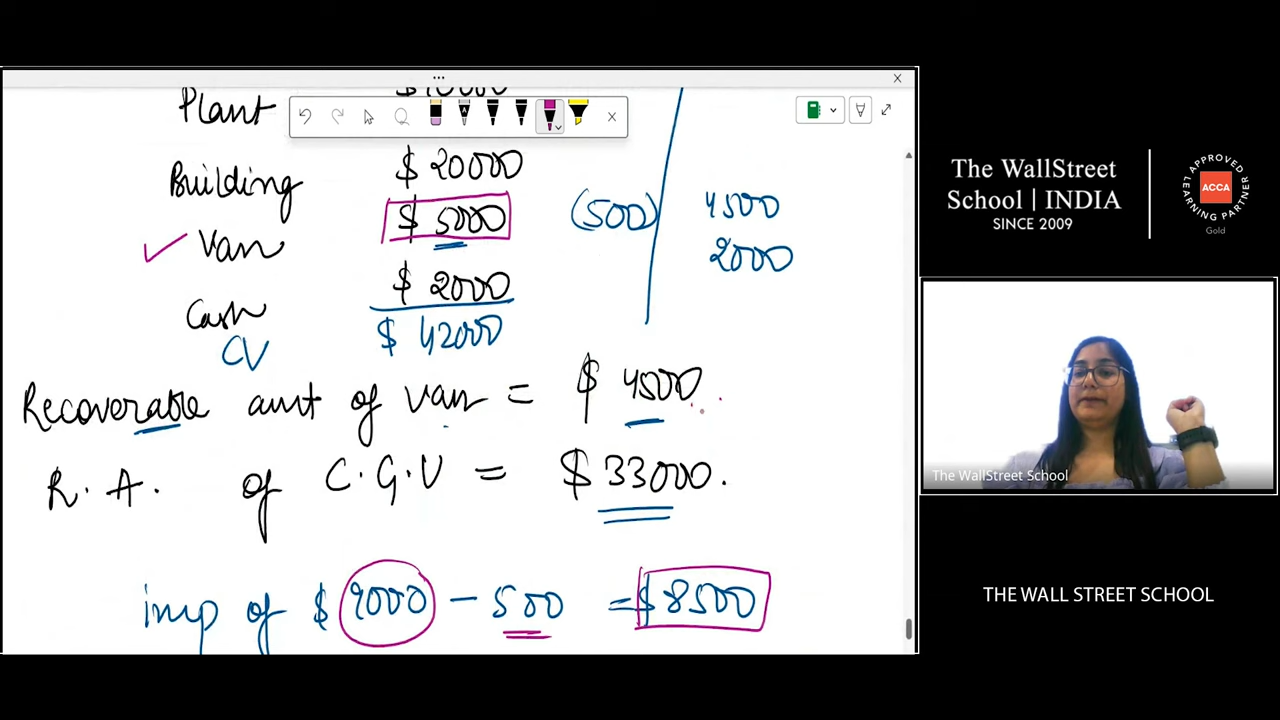 Plant $10000
Building $ 20000
Van $ 5000 (500) 4500
Cash $ 2000 2000
CV $ 42000
Recoverable amt of van = $ 4500.
R.A. of C.G.U = $ 33000.
imp of $ 9000 - 500 = $ 8500
The WallStreet
School | INDIA
SINCE 2009
APPROVED
LEARNING PARTNER
ACCA
Gold
The WallStreet School
THE WALL STREET SCHOOL